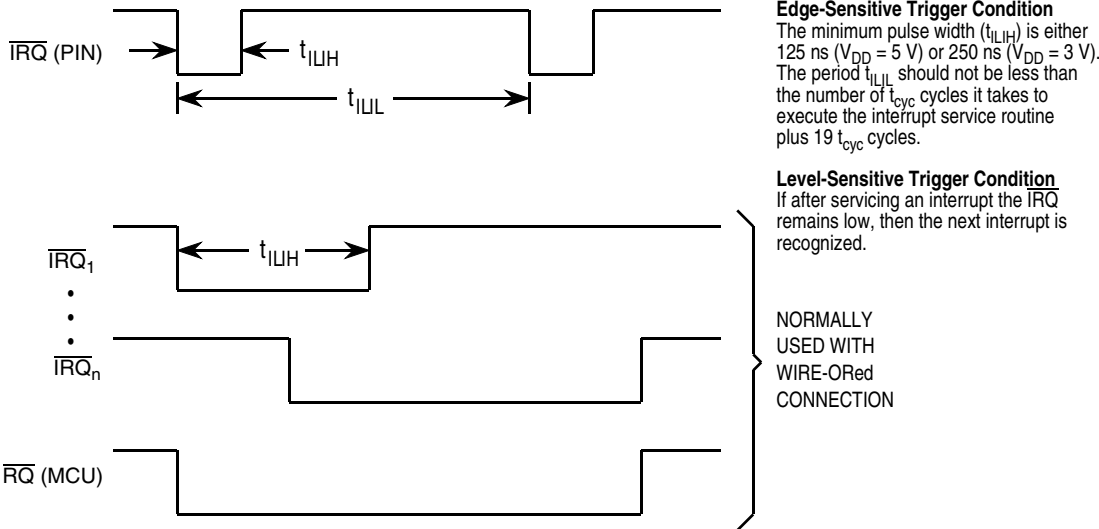 IRQ (PIN)
tILIH
tILIL
IRQ1
tILIH
IRQn
RQ (MCU)
Edge-Sensitive Trigger Condition
The minimum pulse width (tILIH) is either
125 ns (VDD = 5 V) or 250 ns (VDD = 3 V).
The period tILIL should not be less than
the number of tcyc cycles it takes to
execute the interrupt service routine
plus 19 tcyc cycles.
Level-Sensitive Trigger Condition
If after servicing an interrupt the IRQ
remains low, then the next interrupt is
recognized.
NORMALLY
USED WITH
WIRE-ORed
CONNECTION